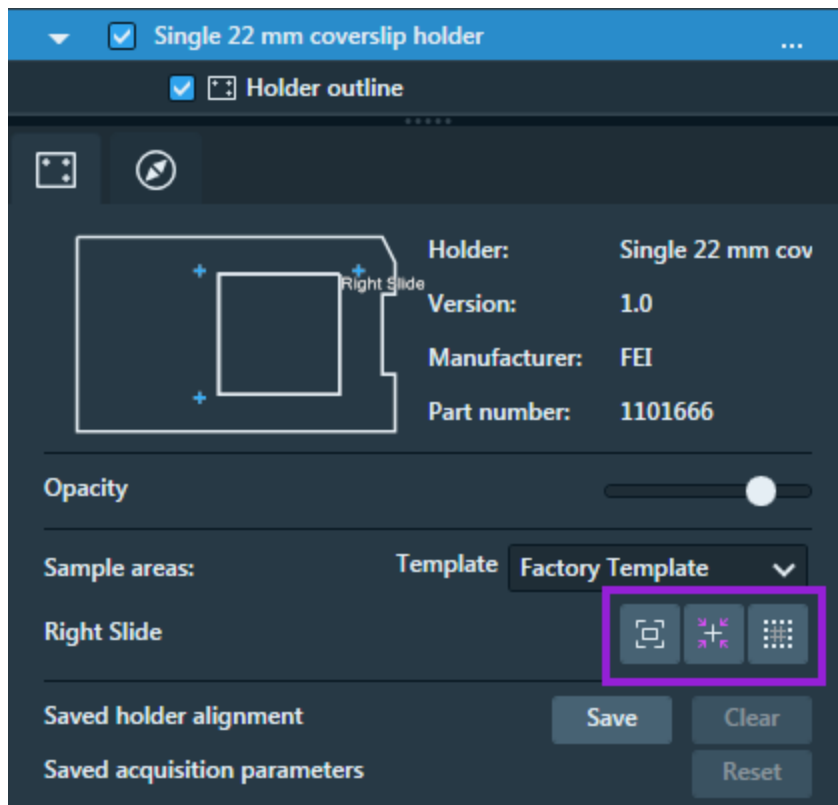 Single 22 mm coverslip holder ...
Holder outline
Right Slide
Holder: Single 22 mm cov
Version: 1.0
Manufacturer: FEI
Part number: 1101666
Opacity
Sample areas: Template Factory Template
Right Slide
Saved holder alignment Save Clear
Saved acquisition parameters Reset